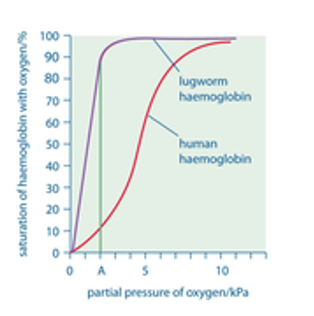 saturation of haemoglobin with oxygen/%
100
90
80
70
60
50
40
30
20
10
0
lugworm
haemoglobin
human
haemoglobin
0 A 5 10
partial pressure of oxygen/kPa